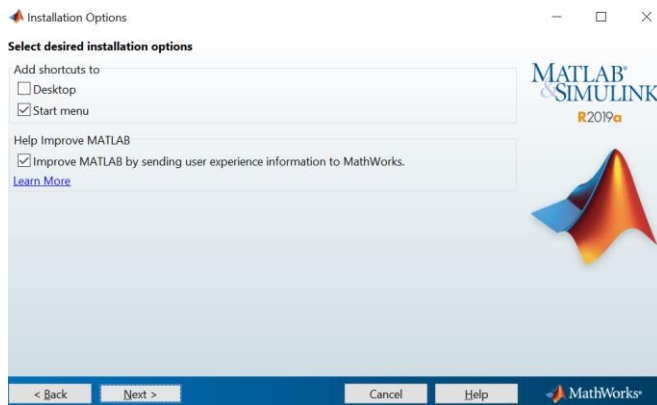 Installation Options
Select desired installation options
Add shortcuts to
Desktop
Start menu
Help Improve MATLAB
Improve MATLAB by sending user experience information to MathWorks.
Learn More
MATLAB®
&SIMULINK
R2019a
< Back
Next >
Cancel
Help
MathWorks®